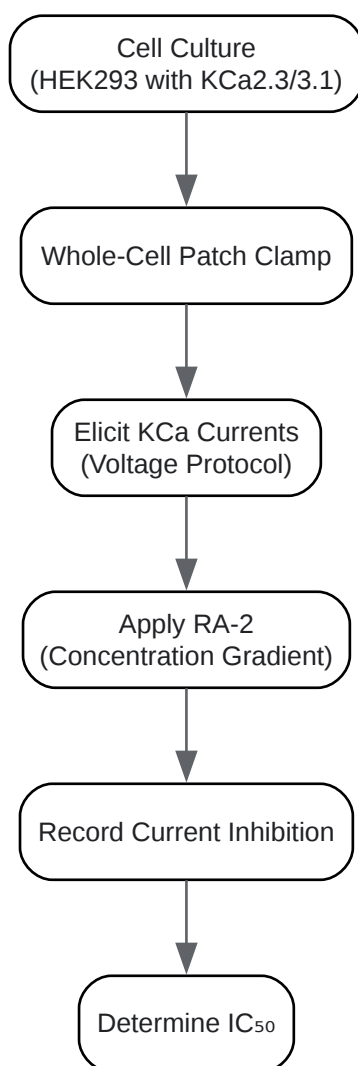 Cell Culture
(HEK293 with KCa2.3/3.1)
Whole-Cell Patch Clamp
Elicit KCa Currents
(Voltage Protocol)
Apply RA-2
(Concentration Gradient)
Record Current Inhibition
Determine IC₅₀